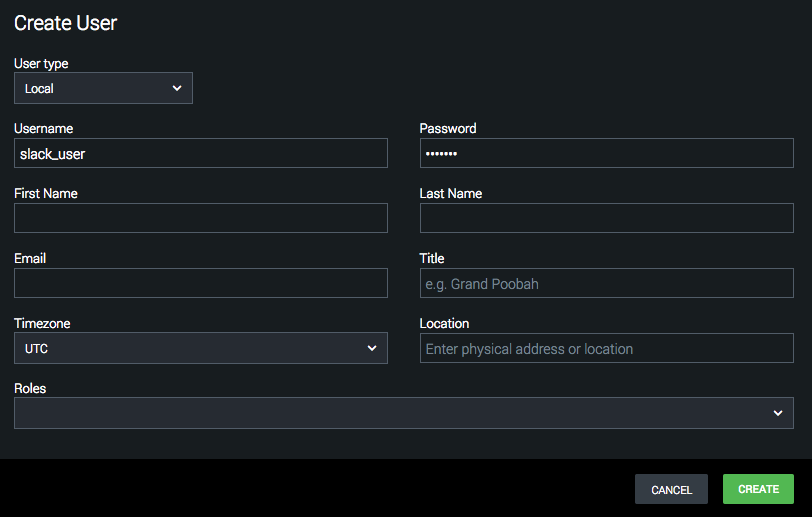 Create User
User type
Local
Username Password
slack_user •••••••
First Name Last Name
Email Title
e.g. Grand Poobah
Timezone Location
UTC Enter physical address or location
Roles
CANCEL CREATE